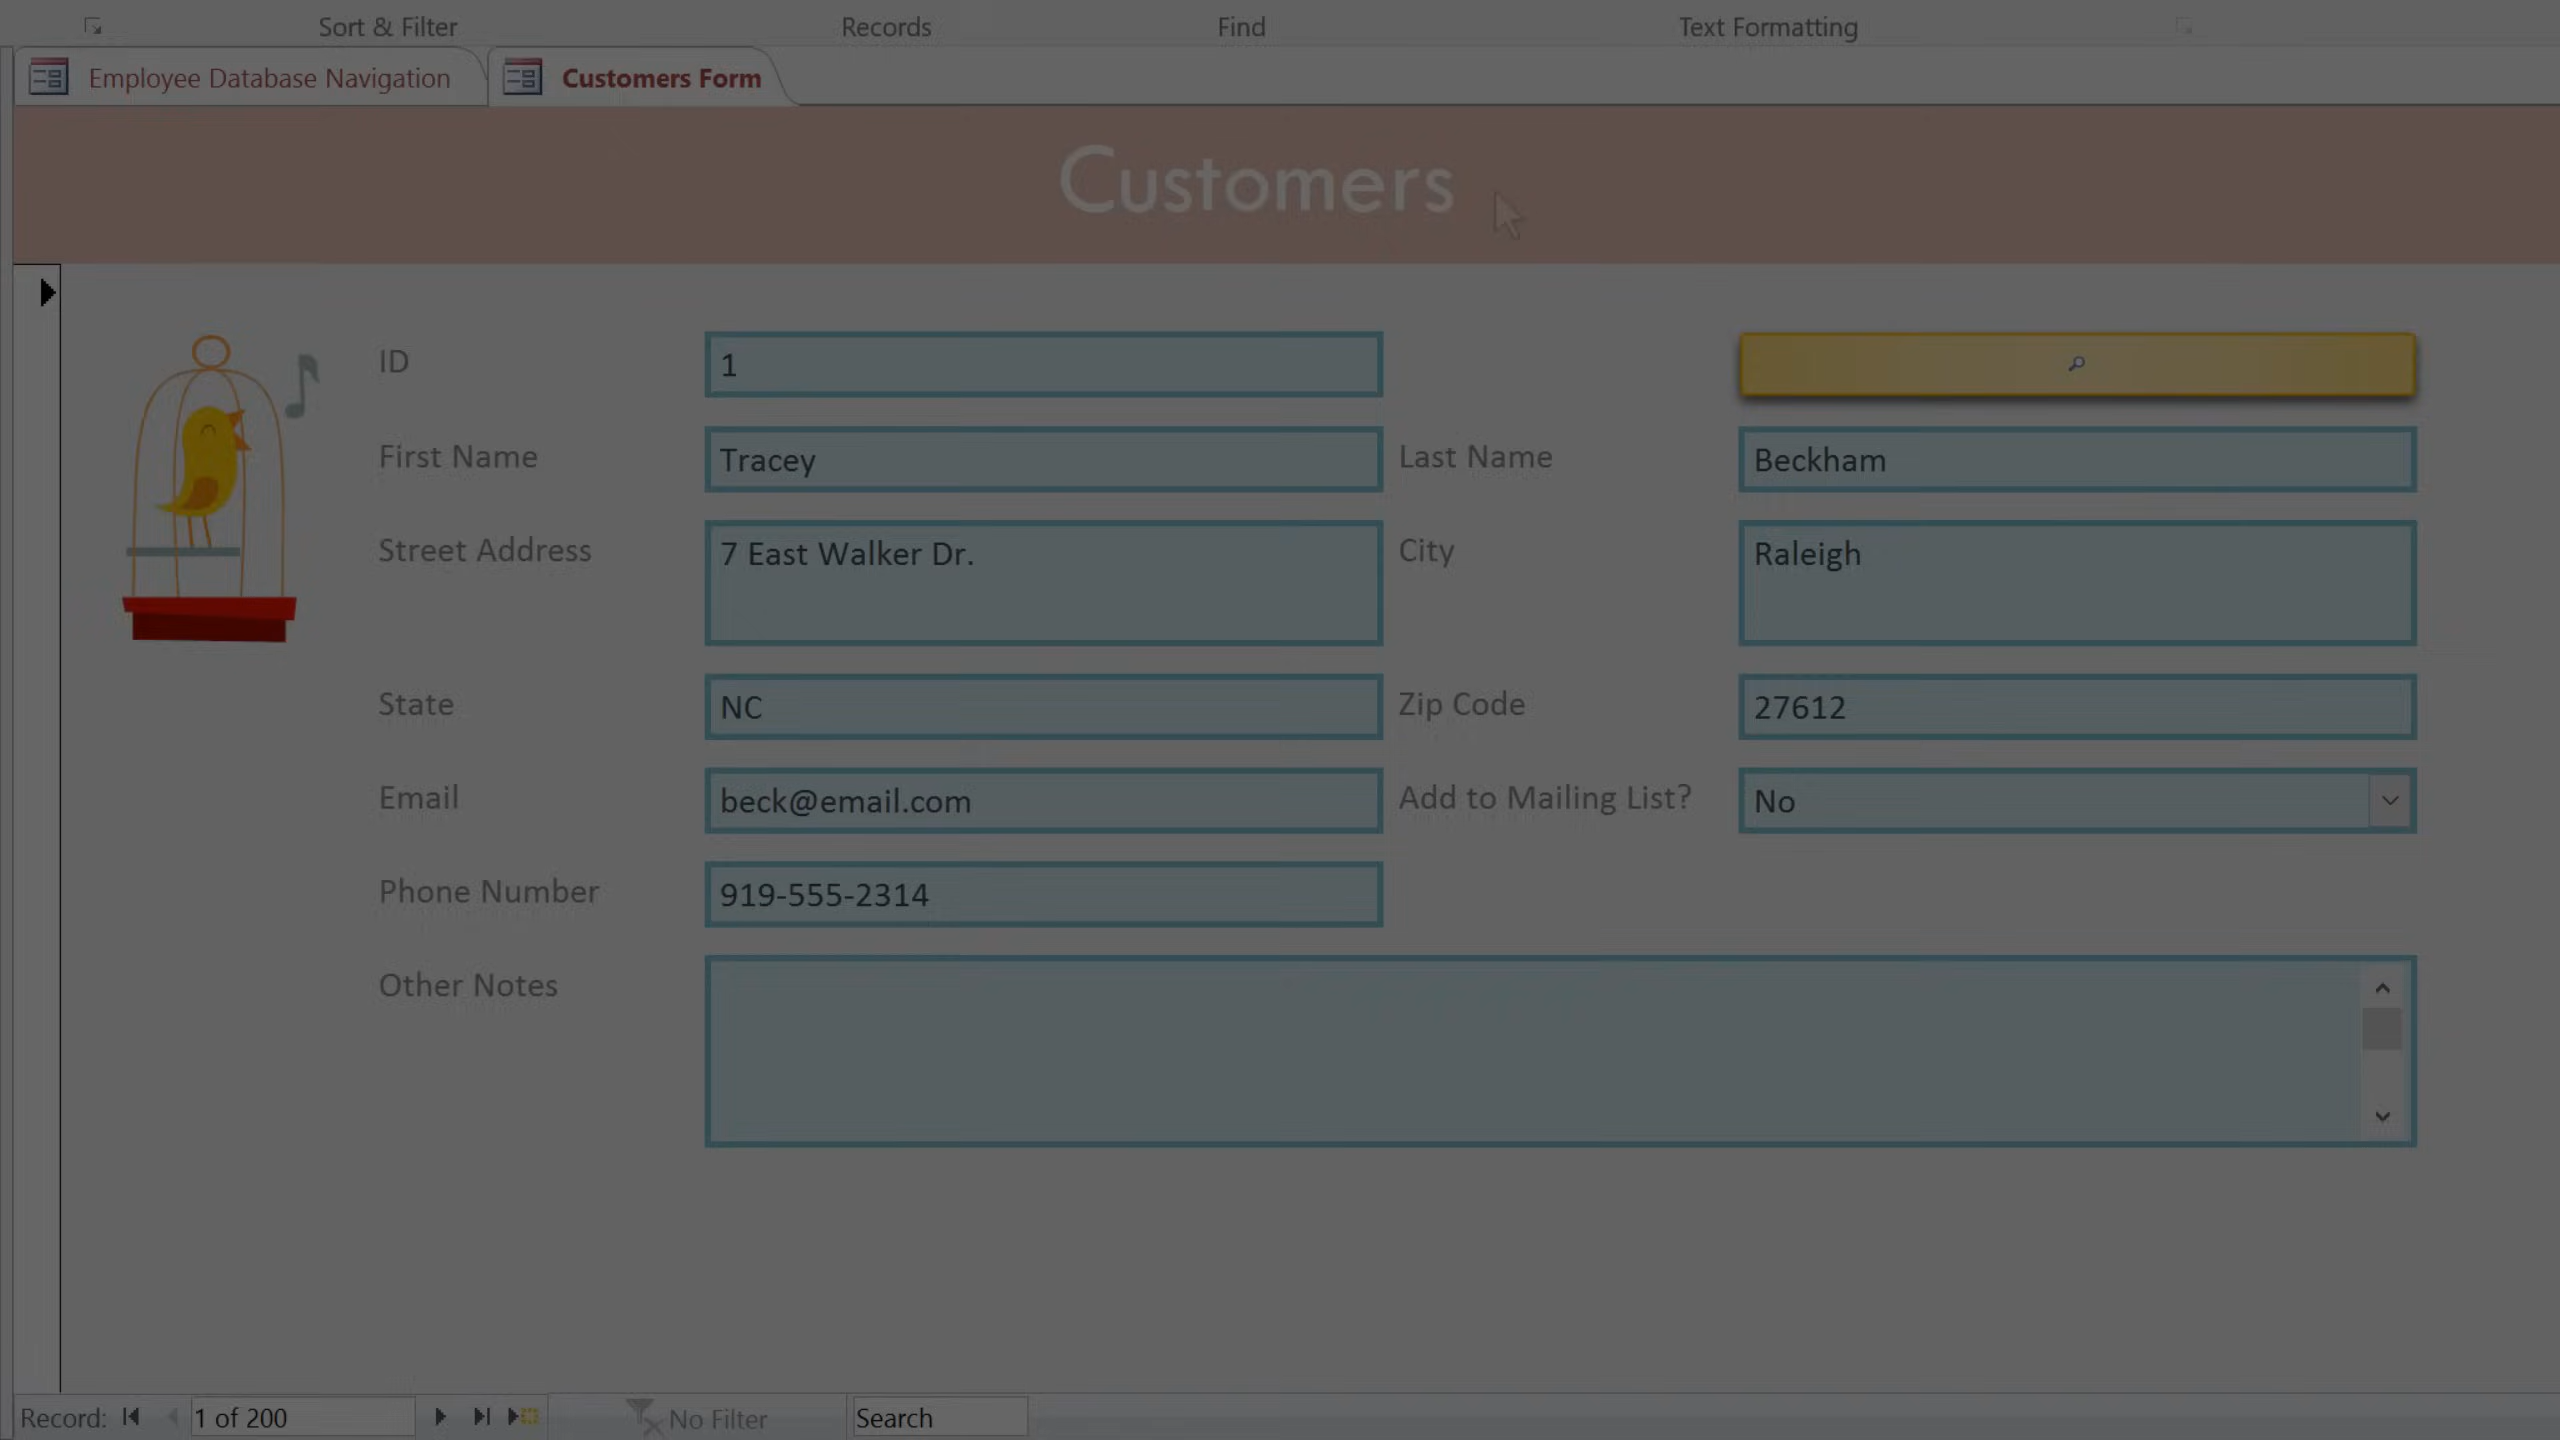 Sort & Filter Records Find Text Formatting
Employee Database Navigation Customers Form
Customers
ID 1
First Name Tracey Last Name Beckham
Street Address 7 East Walker Dr. City Raleigh
State NC Zip Code 27612
Email beck@email.com Add to Mailing List? No
Phone Number 919-555-2314
Other Notes
Record: 1 of 200 No Filter Search